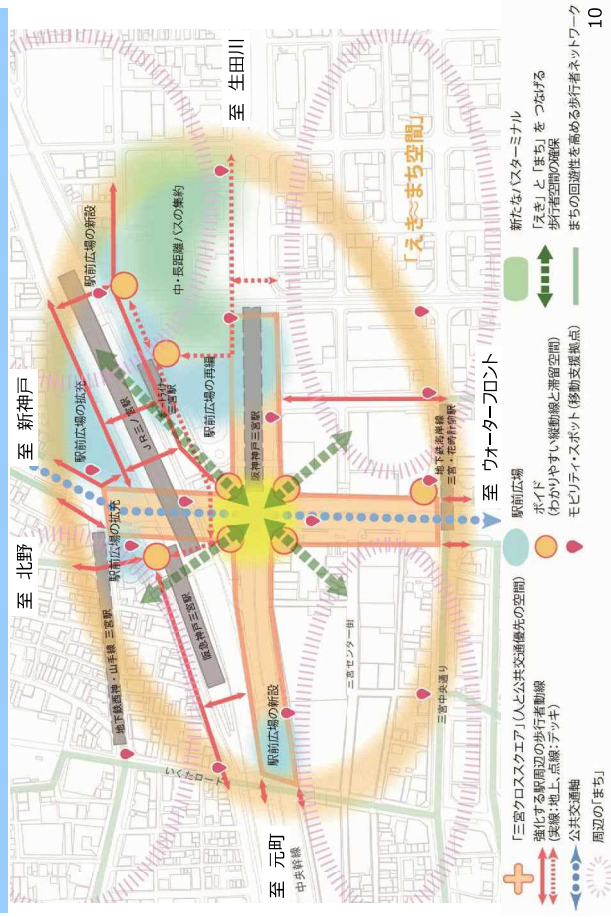 至 新神戸
至 北野
至 生田川
至 元町
至 ウォーターフロント
「えき≈まち空間」
駅前広場の新設
駅前広場の拡充
駅前広場の拡充
駅前広場の再編
駅前広場の新設
中・長距離バスの集約
JR三ノ宮駅
三宮駅
阪神神戸三宮駅
阪急神戸三宮駅
地下鉄西神・山手線 三宮駅
地下鉄海岸線
三宮・花時計前駅
三宮センター街
三宮中央通り
いくたロード
中央幹線
「三宮クロススクエア」(人と公共交通優先の空間)
強化する駅周辺の歩行者動線
(実線:地上、点線:デッキ)
公共交通軸
周辺の「まち」
駅前広場
ボイド
(わかりやすい縦動線と滞留空間)
モビリティ・スポット(移動支援拠点)
新たなバスターミナル
「えき」と「まち」を つなげる
歩行者空間の確保
まちの回遊性を高める歩行者ネットワーク
10